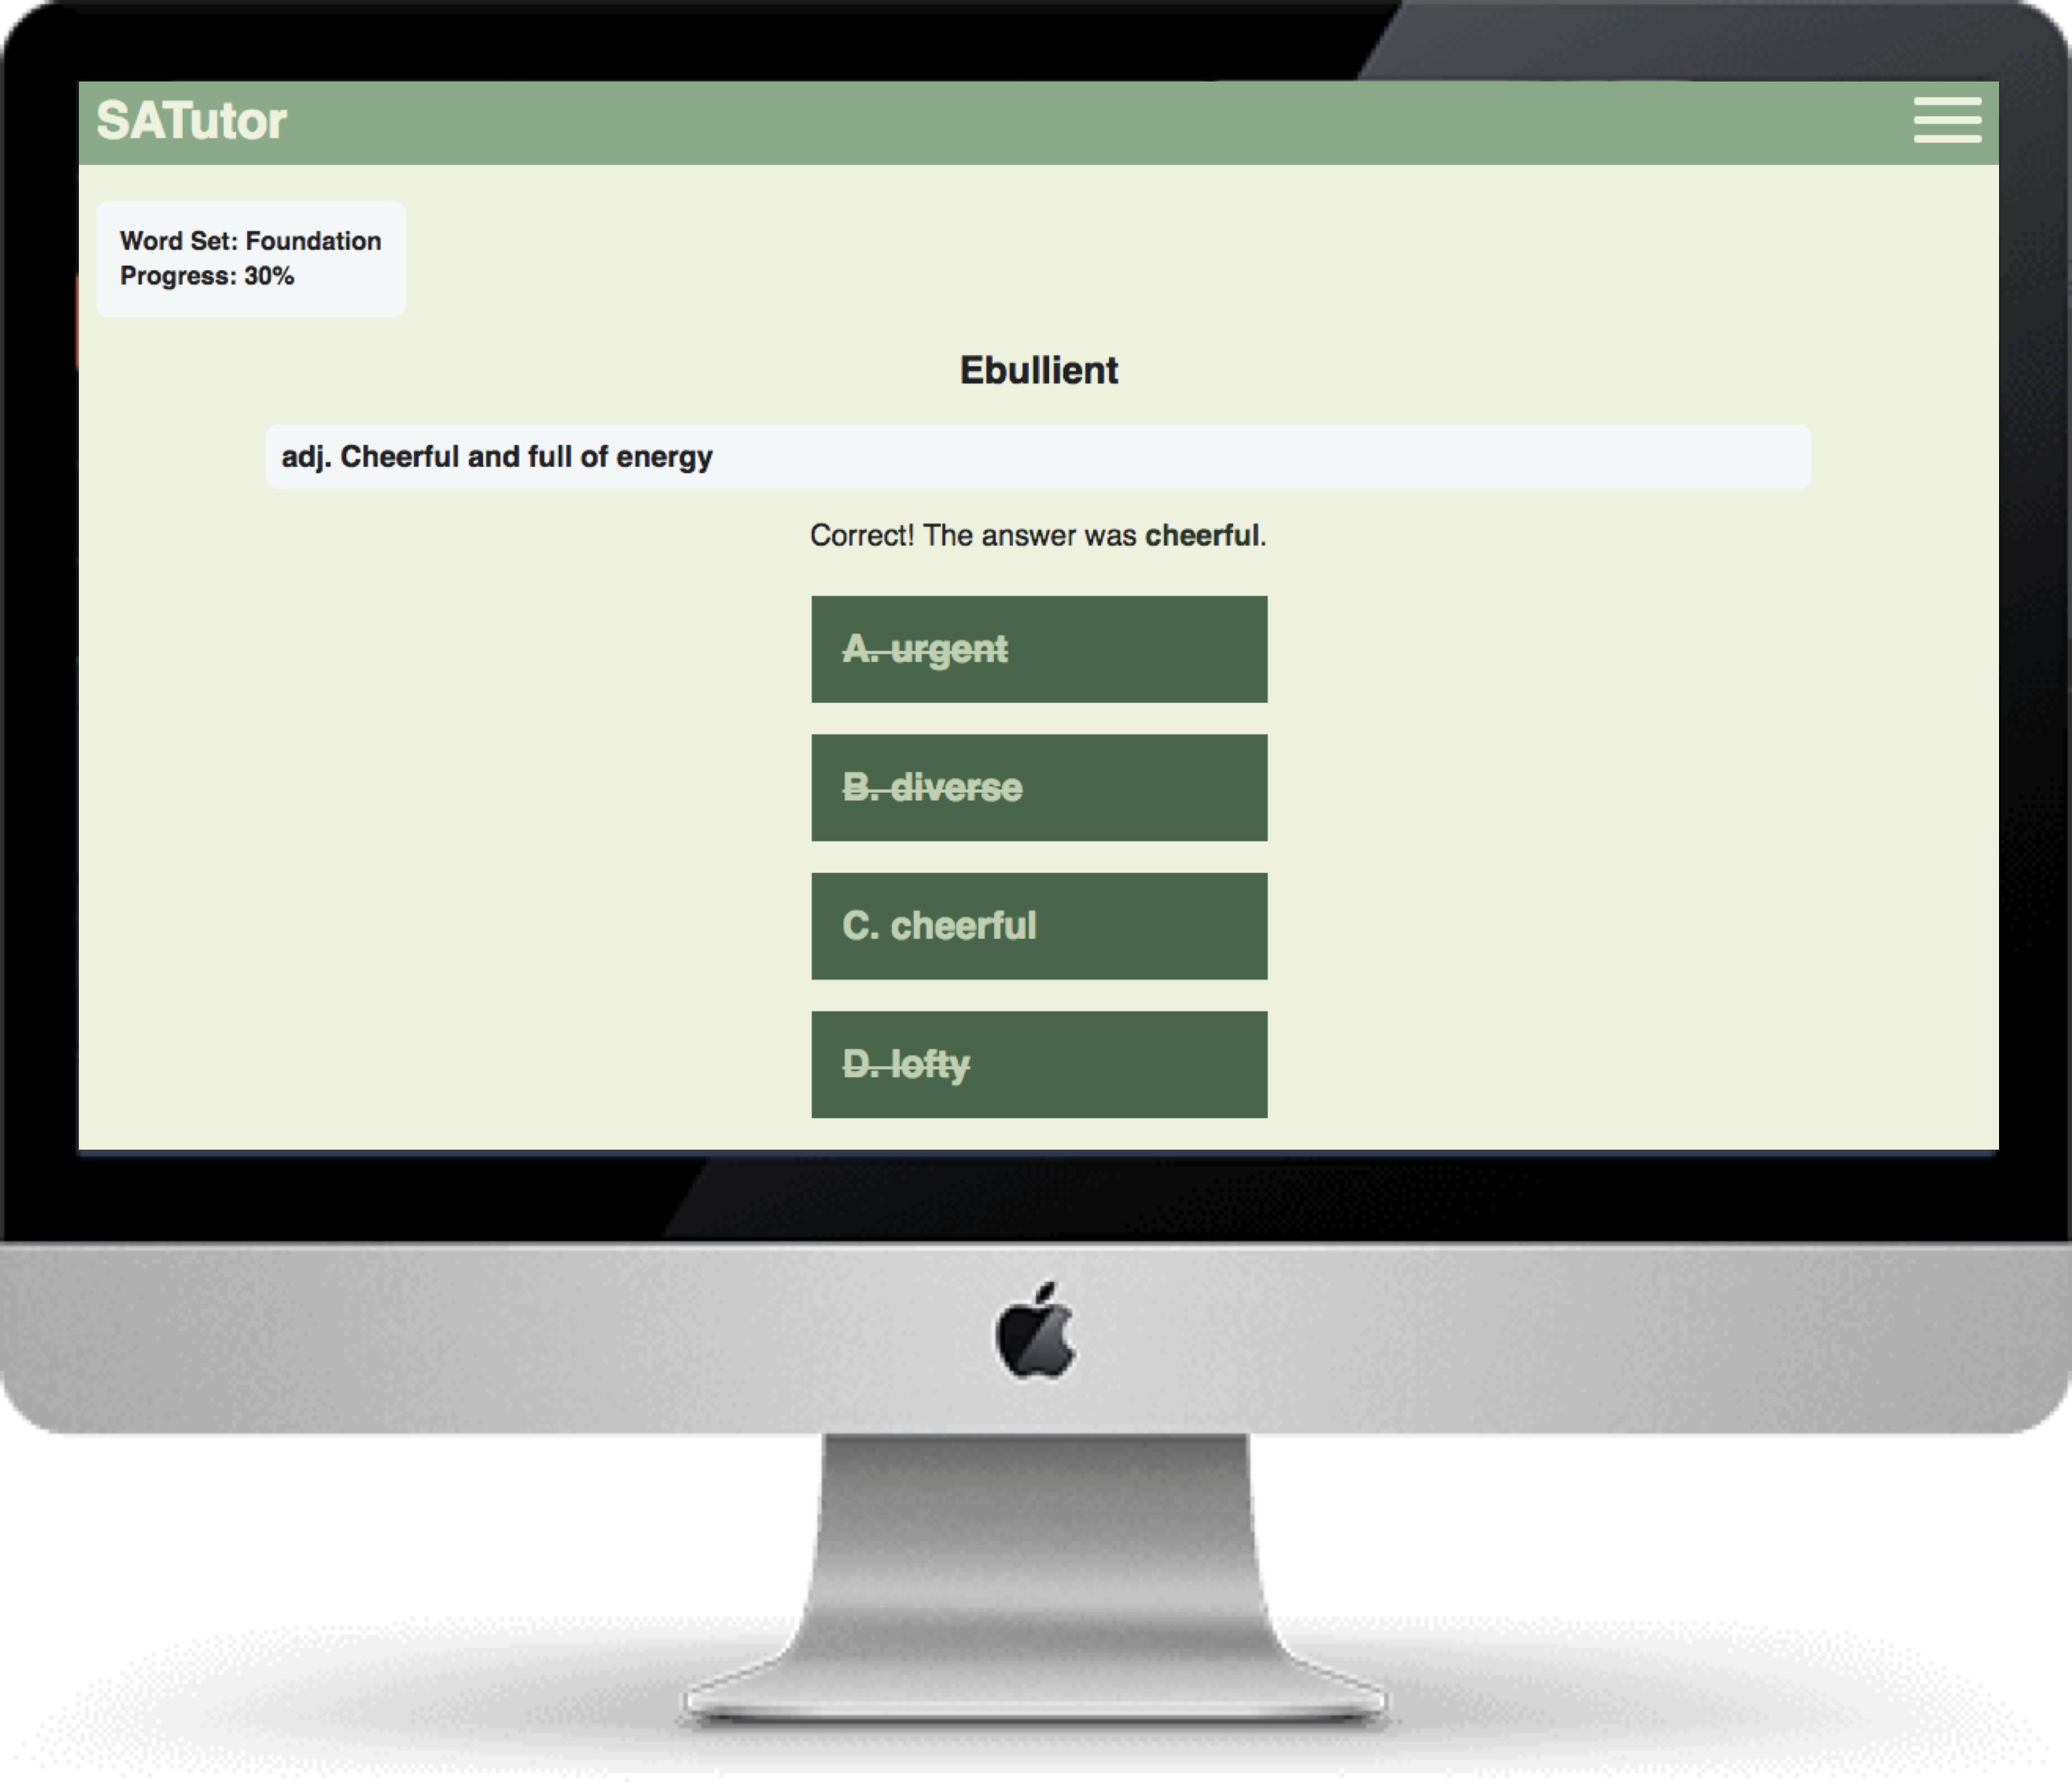 SATutor
Word Set: Foundation
Progress: 30%
Ebullient
adj. Cheerful and full of energy
Correct! The answer was cheerful.
A. urgent
B. diverse
C. cheerful
D. lofty